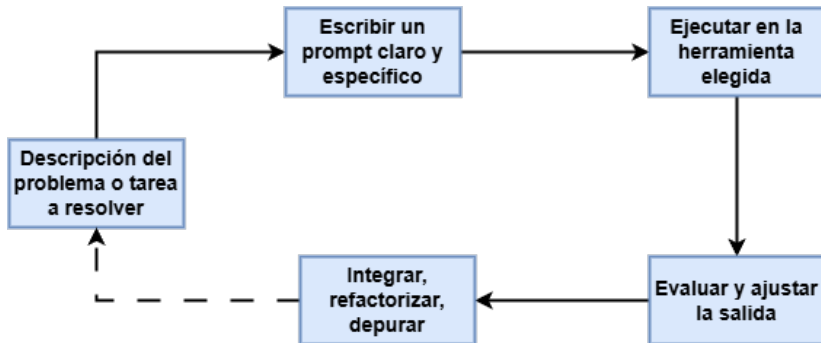 Escribir un
prompt claro y
específico
Ejecutar en la
herramienta
elegida
Descripción del
problema o tarea
a resolver
Integrar,
refactorizar,
depurar
Evaluar y ajustar
la salida